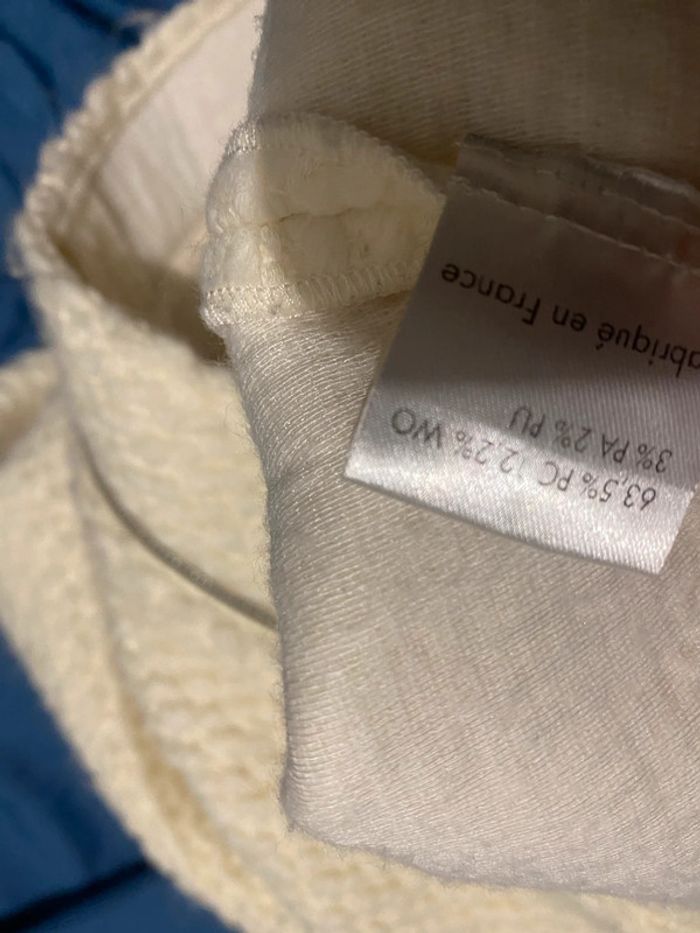 63,5% PC 12,2% WO
3% PA 2% PU
abriqué en France